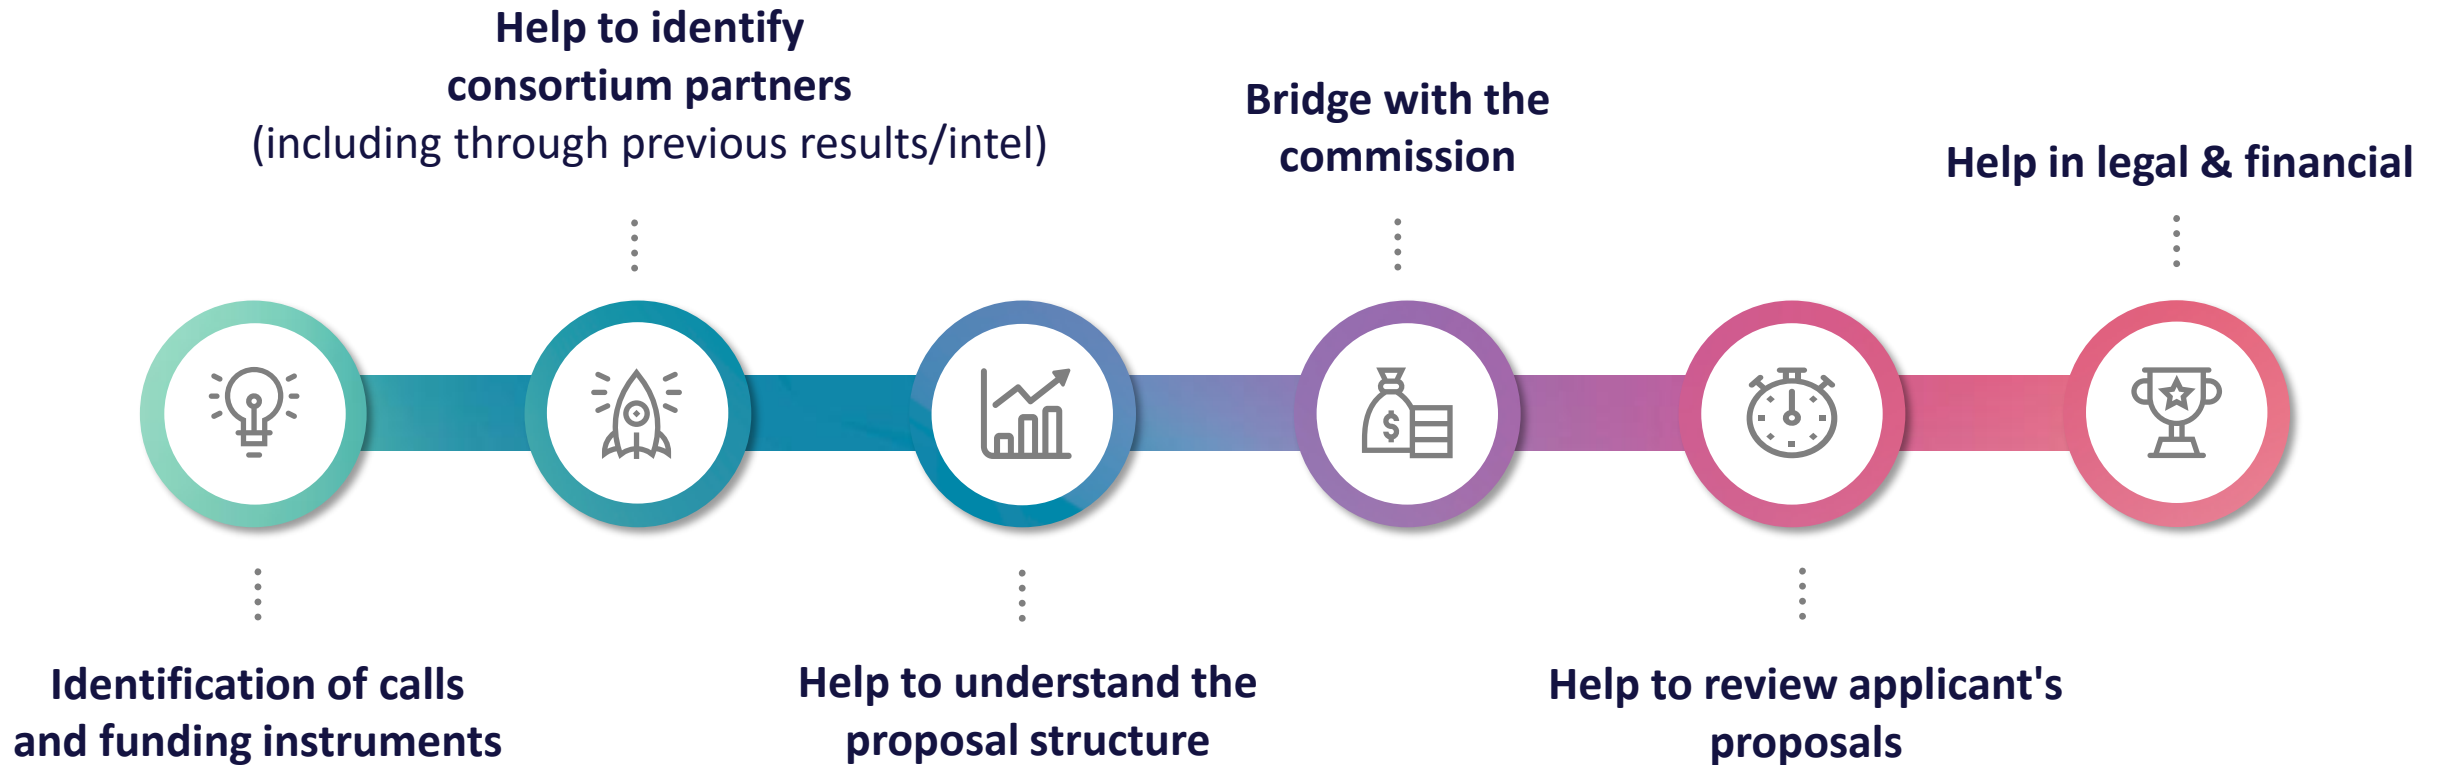 Help to identify
consortium partners
(including through previous results/intel)
Bridge with the
commission
Help in legal & financial
$
Identification of calls
and funding instruments
Help to understand the
proposal structure
Help to review applicant's
proposals